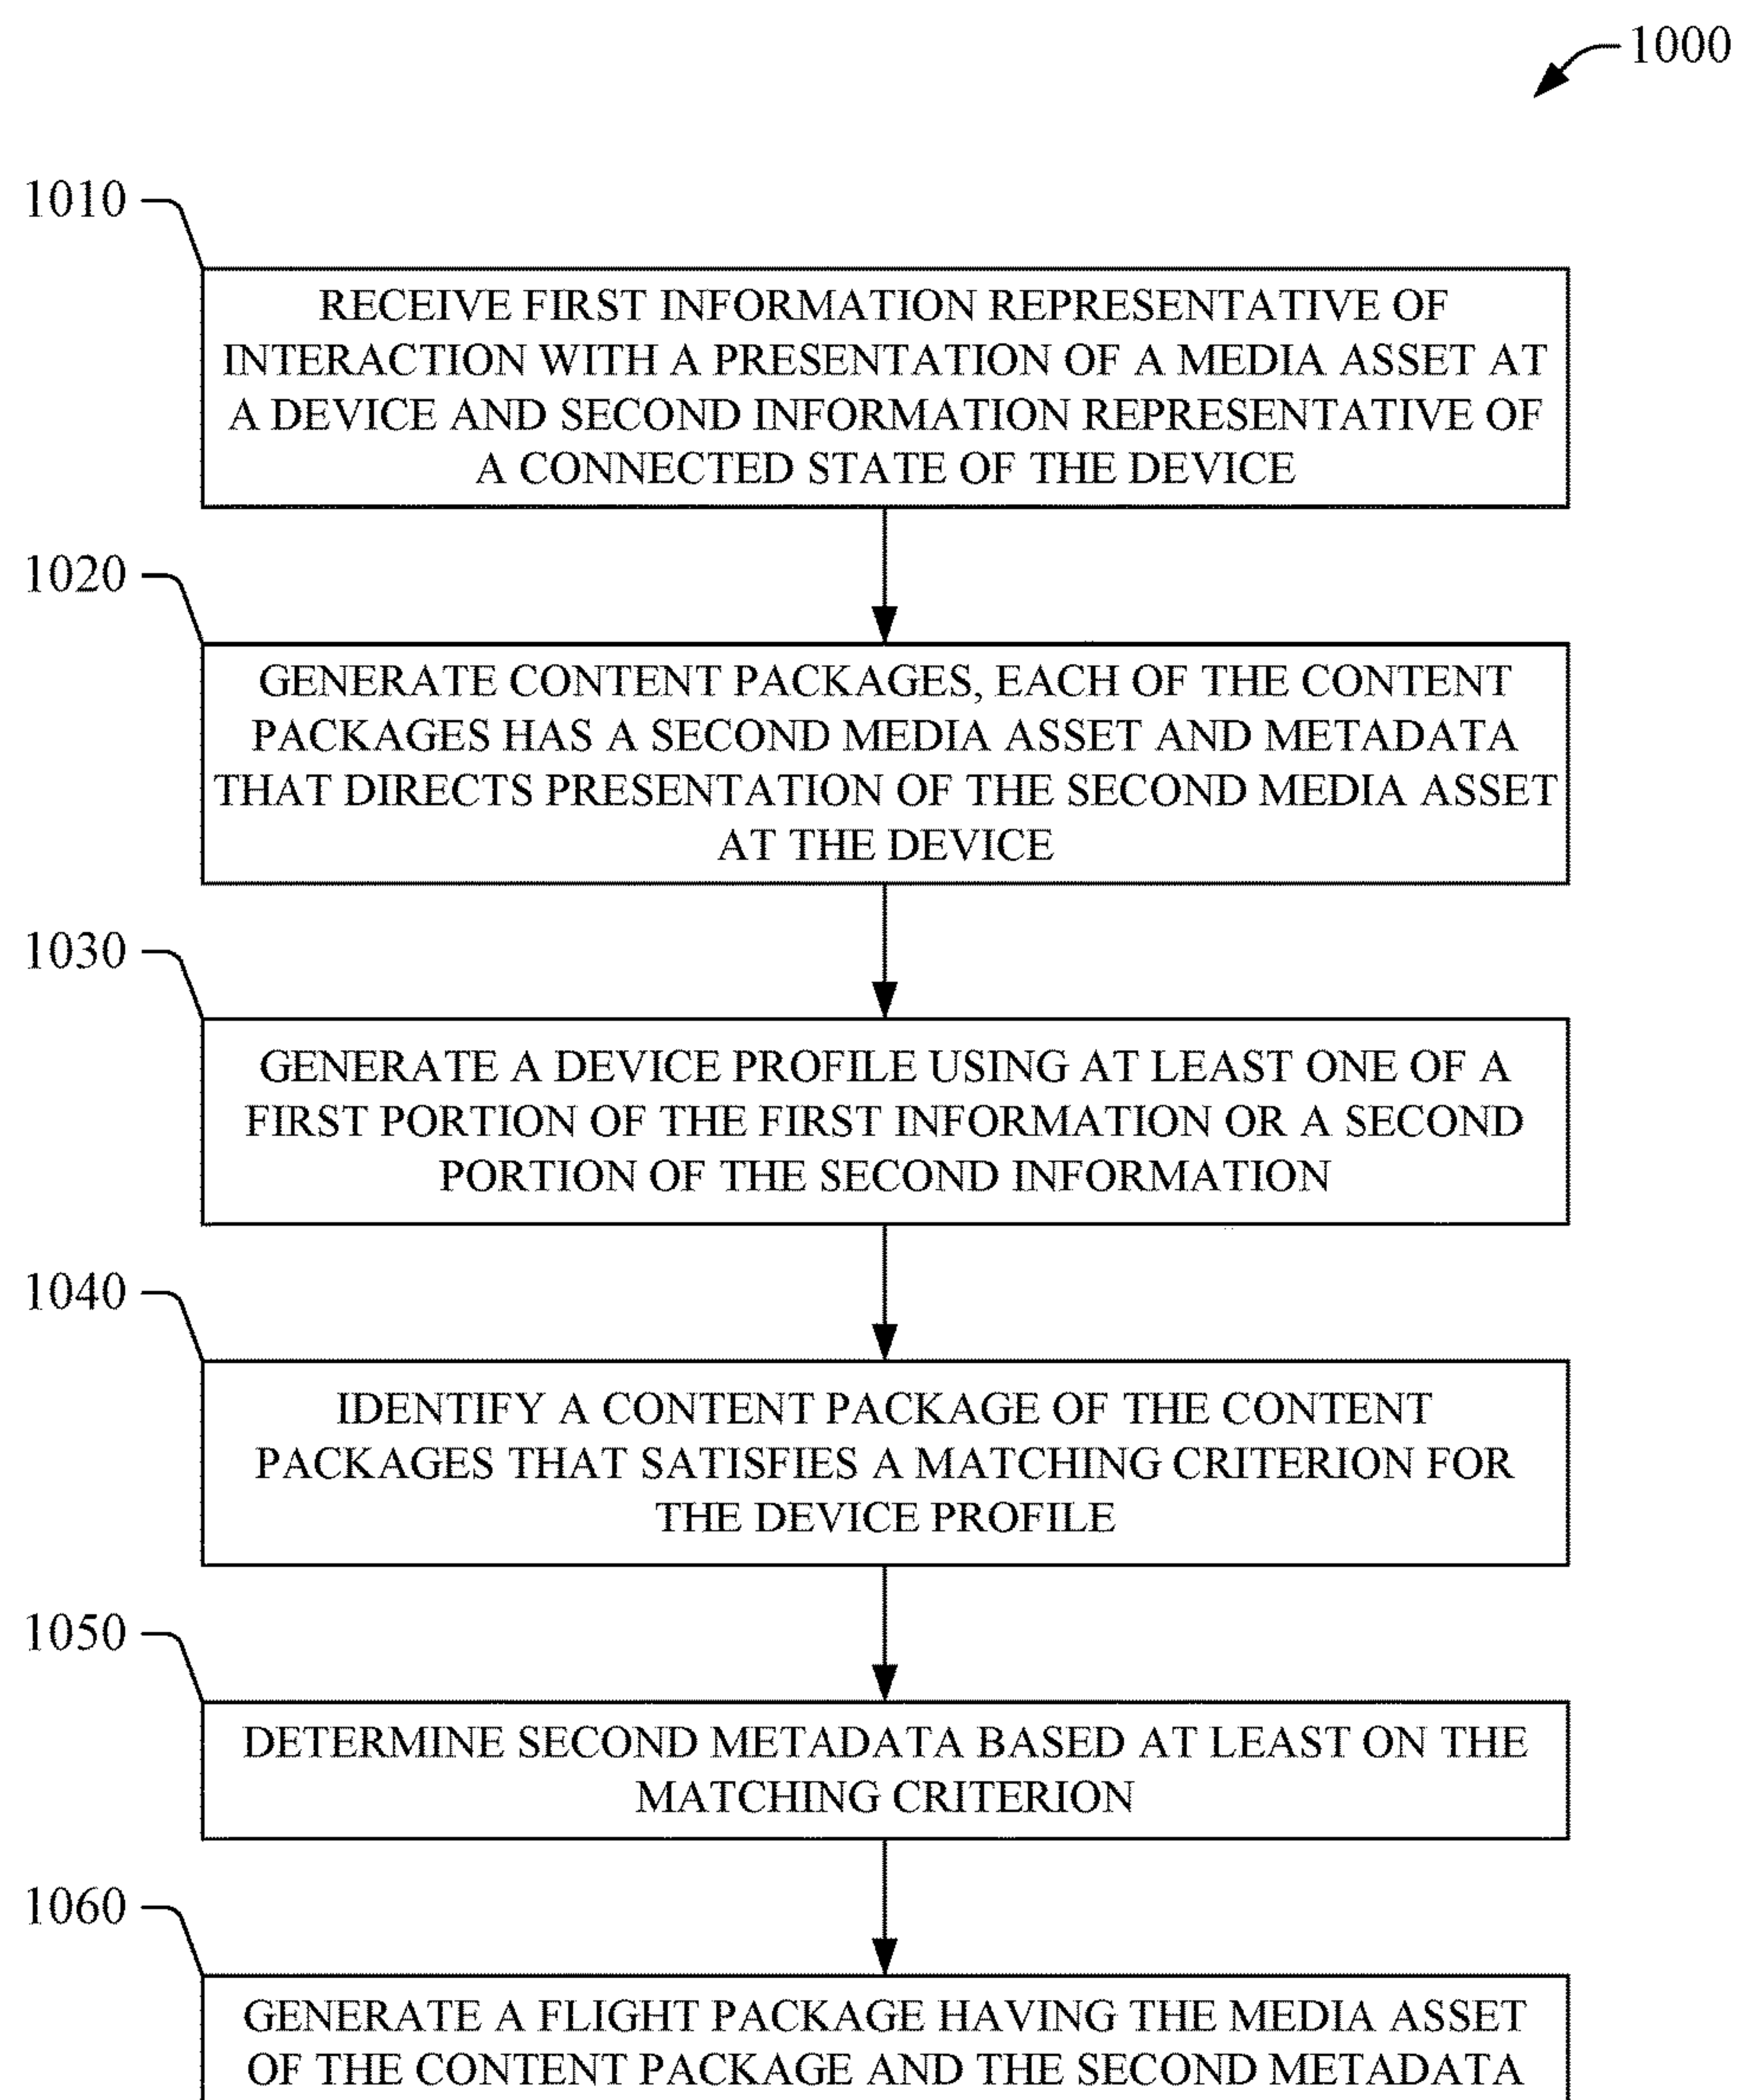 1000
1010
RECEIVE FIRST INFORMATION REPRESENTATIVE OF
INTERACTION WITH A PRESENTATION OF A MEDIA ASSET AT
A DEVICE AND SECOND INFORMATION REPRESENTATIVE OF
A CONNECTED STATE OF THE DEVICE
1020
GENERATE CONTENT PACKAGES, EACH OF THE CONTENT
PACKAGES HAS A SECOND MEDIA ASSET AND METADATA
THAT DIRECTS PRESENTATION OF THE SECOND MEDIA ASSET
AT THE DEVICE
1030
GENERATE A DEVICE PROFILE USING AT LEAST ONE OF A
FIRST PORTION OF THE FIRST INFORMATION OR A SECOND
PORTION OF THE SECOND INFORMATION
1040
IDENTIFY A CONTENT PACKAGE OF THE CONTENT
PACKAGES THAT SATISFIES A MATCHING CRITERION FOR
THE DEVICE PROFILE
1050
DETERMINE SECOND METADATA BASED AT LEAST ON THE
MATCHING CRITERION
1060
GENERATE A FLIGHT PACKAGE HAVING THE MEDIA ASSET
OF THE CONTENT PACKAGE AND THE SECOND METADATA